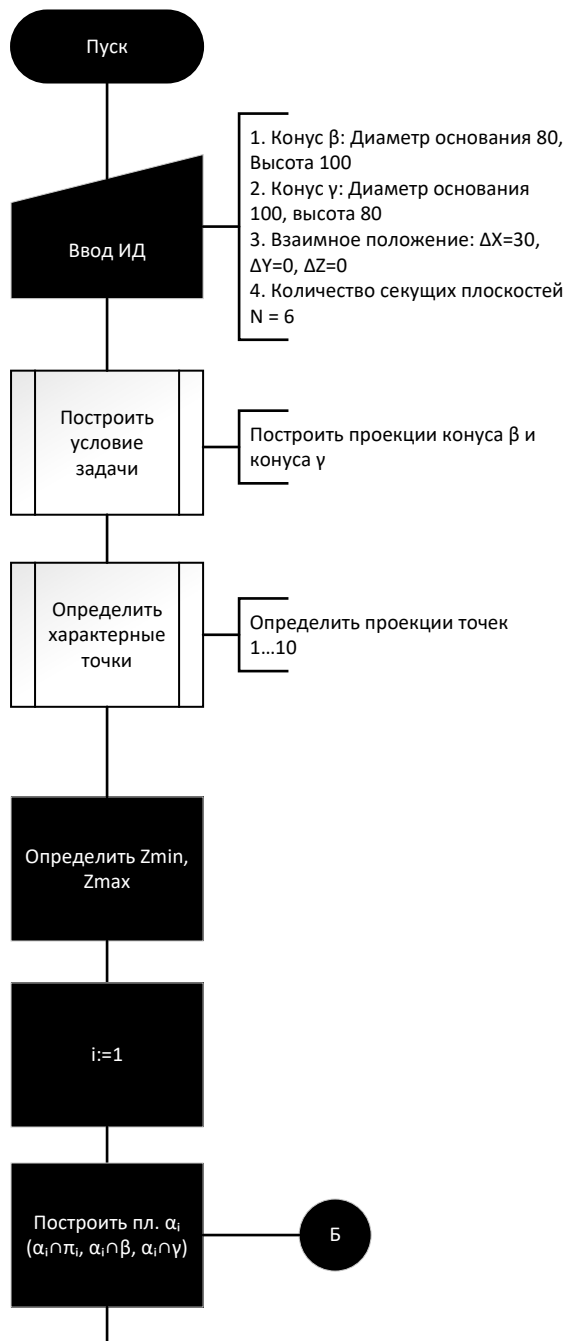 Пуск
Ввод ИД
1. Конус β: Диаметр основания 80,
Высота 100
2. Конус γ: Диаметр основания
100, высота 80
3. Взаимное положение: ΔX=30,
ΔY=0, ΔZ=0
4. Количество секущих плоскостей
N = 6
Построить
условие
задачи
Построить проекции конуса β и
конуса γ
Определить
характерные
точки
Определить проекции точек
1...10
Определить Zmin,
Zmax
i:=1
Построить пл. αᵢ
(αᵢ∩πᵢ, αᵢ∩β, αᵢ∩γ)
Б